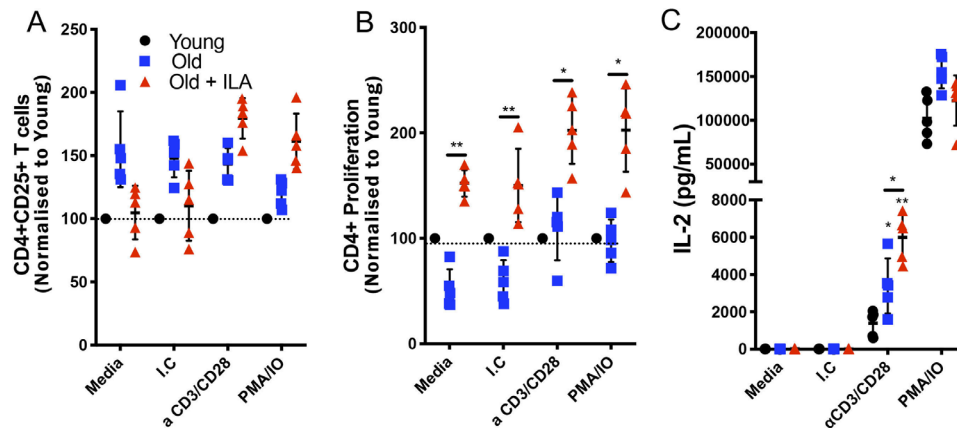 A
CD4+CD25+ T cells
(Normalised to Young)
250
200
150
100
50
0
Young
Old
Old + ILA
Media
I.C
a CD3/CD28
PMA/IO
B
CD4+ Proliferation
(Normalised to Young)
300
200
100
0
**
**
*
*
Media
I.C
a CD3/CD28
PMA/IO
C
IL-2 (pg/mL)
200000
150000
100000
50000
8000
6000
4000
2000
0
*
**
*
Media
I.C
αCD3/CD28
PMA/IO